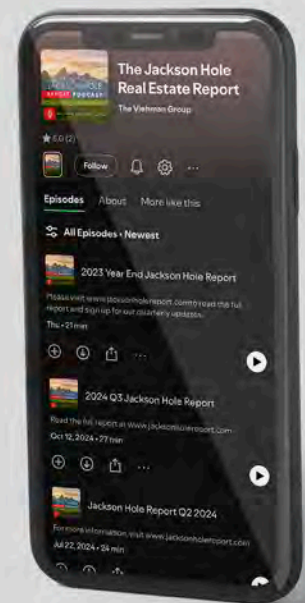 JACKSON HOLE
REPORT PODCAST
The Jackson Hole
Real Estate Report
The Viehman Group
★ 5.0 (2)
Follow
Episodes About More like this
All Episodes • Newest
2023 Year End Jackson Hole Report
Please visit www.jacksonholereport.com to read the full
report and sign up for our quarterly updates.
Thu • 21 min
2024 Q3 Jackson Hole Report
Read the full report at www.jacksonholereport.com
Oct 12, 2024 • 27 min
Jackson Hole Report Q2 2024
For more information, visit www.jacksonholereport.com
Jul 22, 2024 • 24 min